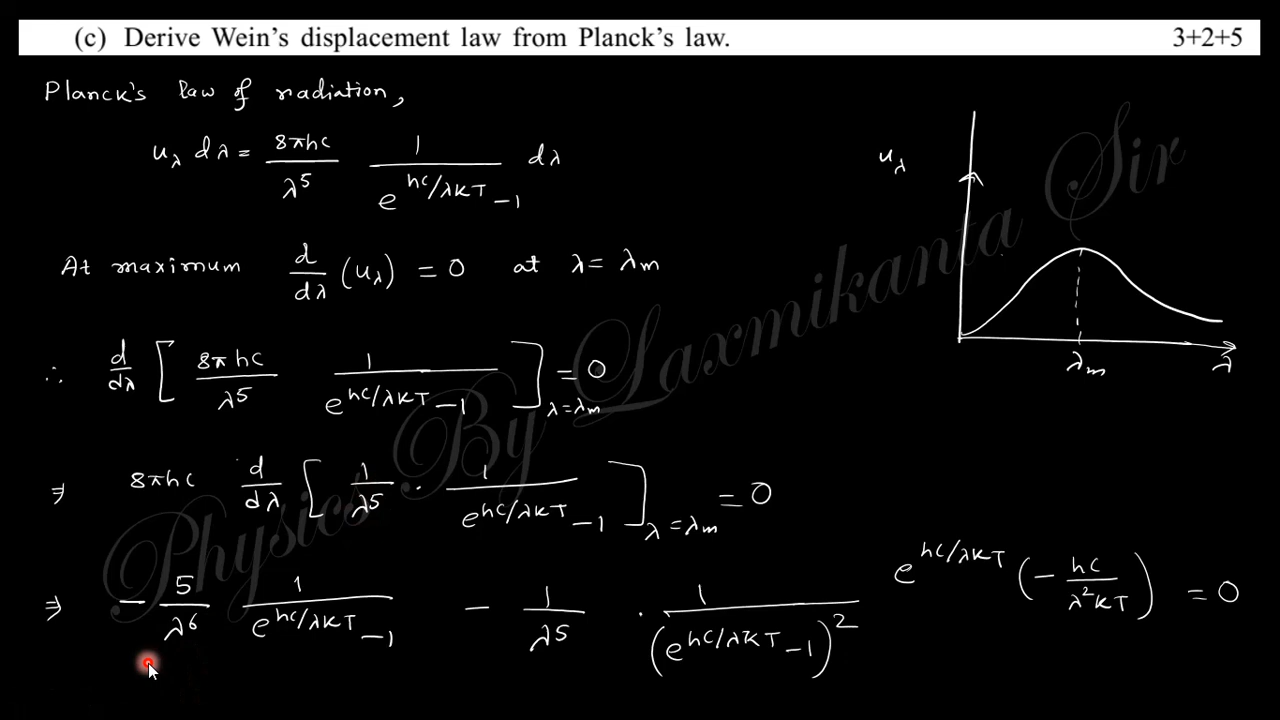 (c) Derive Wein's displacement law from Planck's law. 3+2+5
Planck's law of radiation,
u_λ dλ = 8πhc/λ^5 1/(e^(hc/λKT) -1) dλ
At maximum d/dλ (u_λ) = 0 at λ = λ_m
∴ d/dλ [ 8πhc/λ^5 1/(e^(hc/λKT) -1) ]_(λ=λ_m) = 0
⇒ 8πhc d/dλ [ 1/λ^5 · 1/(e^(hc/λKT) -1) ]_(λ=λ_m) = 0
⇒ - 5/λ^6 1/(e^(hc/λKT) -1) - 1/λ^5 · 1/(e^(hc/λKT) -1)^2 e^(hc/λKT) (- hc/λ^2KT) = 0
u_λ
λ_m λ
Physics By Laxmikanta Sir